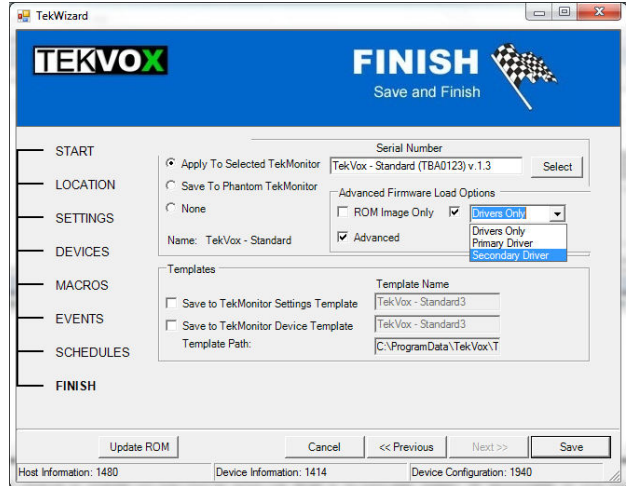 TekWizard
TEKVOX
FINISH
Save and Finish
START
LOCATION
SETTINGS
DEVICES
MACROS
EVENTS
SCHEDULES
FINISH
Serial Number
Apply To Selected TekMonitor
TekVox - Standard (TBA0123) v.1.3
Select
Save To Phantom TekMonitor
None
Name: TekVox - Standard
Advanced Firmware Load Options
ROM Image Only
Drivers Only
Advanced
Drivers Only
Primary Driver
Secondary Driver
Templates
Template Name
Save to TekMonitor Settings Template
TekVox - Standard3
Save to TekMonitor Device Template
TekVox - Standard3
Template Path:
C:\ProgramData\TekVox\T
Update ROM
Cancel
<< Previous
Next >>
Save
Host Information: 1480
Device Information: 1414
Device Configuration: 1940